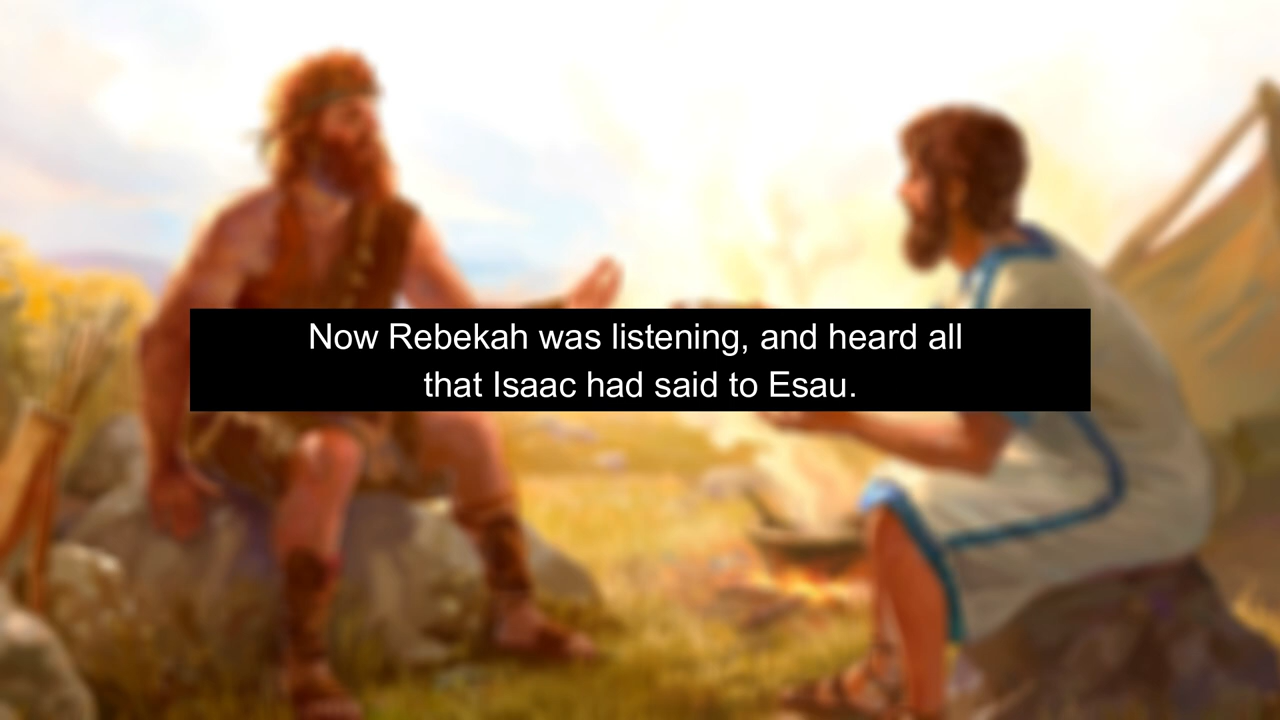 Now Rebekah was listening, and heard all
that Isaac had said to Esau.